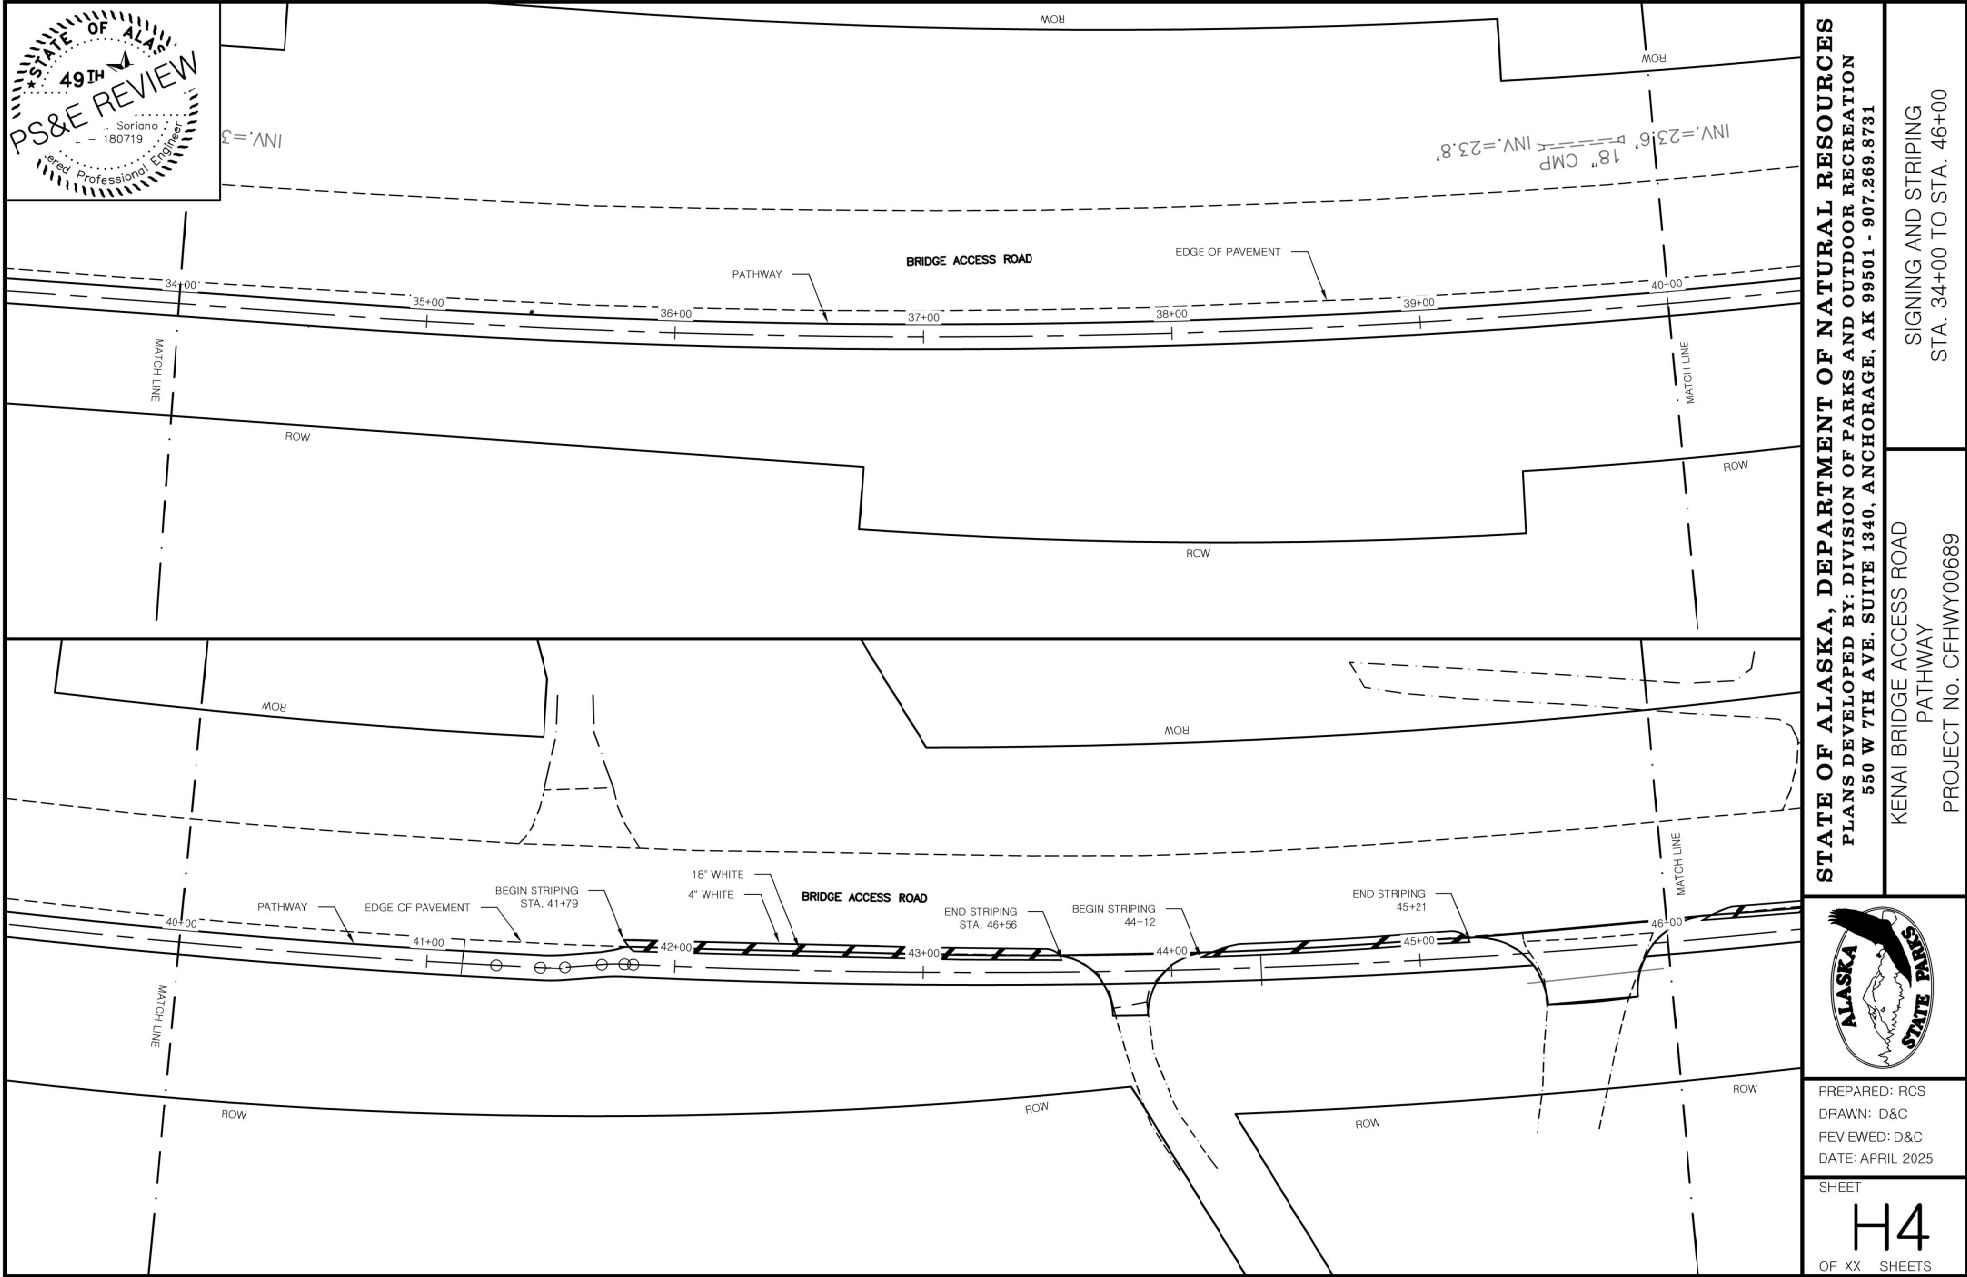 STATE OF ALAS
49TH
PS&E REVIEW
Soriano
180719
ered Professional Engineer
ROW
ROW
INV.=3
INV.=23.8'
18" CMP
INV.=23.6'
BRIDGE ACCESS ROAD
EDGE OF PAVEMENT
PATHWAY
34+00
35+00
36+00
37+00
38+00
39+00
40+00
MATCH LINE
MATCH LINE
ROW
ROW
ROW
ROW
ROW
MATCH LINE
18" WHITE
4" WHITE
BRIDGE ACCESS ROAD
BEGIN STRIPING
STA. 41+79
PATHWAY
EDGE OF PAVEMENT
END STRIPING
STA. 46+56
BEGIN STRIPING
44+12
END STRIPING
45+21
40+00
41+00
42+00
43+00
44+00
45+00
46+00
MATCH LINE
ROW
ROW
ROW
ROW
STATE OF ALASKA, DEPARTMENT OF NATURAL RESOURCES
PLANS DEVELOPED BY: DIVISION OF PARKS AND OUTDOOR RECREATION
550 W 7TH AVE. SUITE 1340, ANCHORAGE, AK 99501 - 907.269.8731
SIGNING AND STRIPING
STA. 34+00 TO STA. 46+00
KENAI BRIDGE ACCESS ROAD
PATHWAY
PROJECT No. CFHWY00689
ALASKA
STATE PARKS
PREPARED: RCS
DRAWN: D&C
REVIEWED: D&C
DATE: APRIL 2025
SHEET
H4
OF XX SHEETS